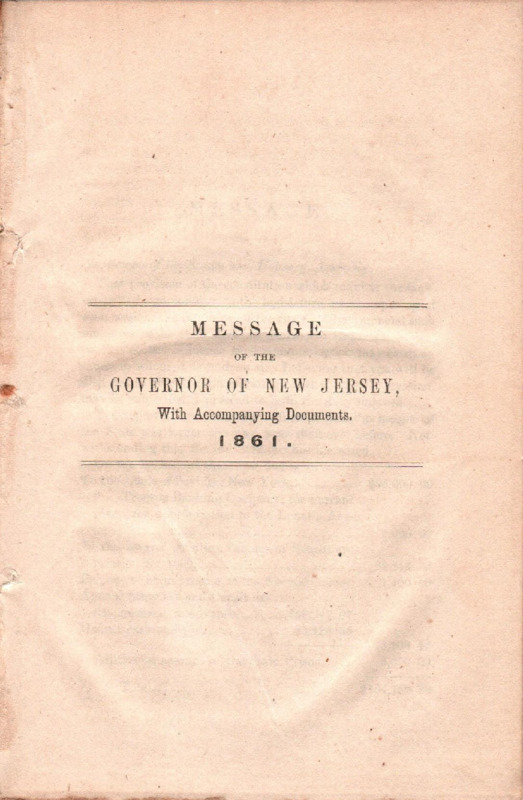 MESSAGE
OF THE
GOVERNOR OF NEW JERSEY,
With Accompanying Documents.
1861.